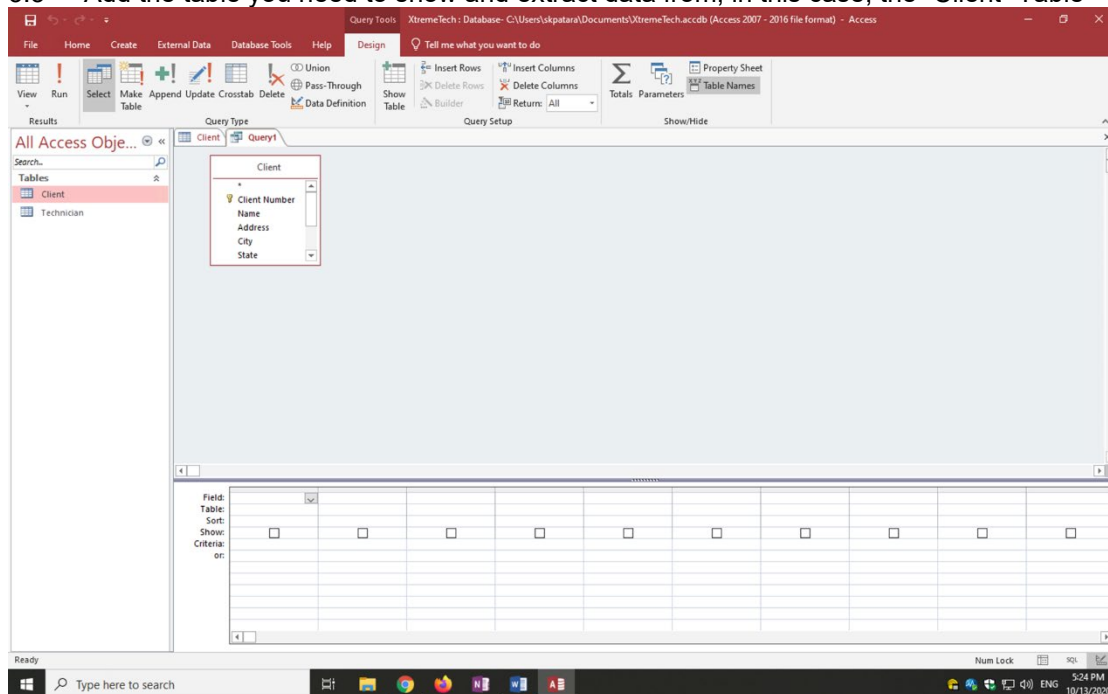 Add the table you need to show and extract data from, in this case, the "Client" Table
Query Tools XtremeTech : Database- C:\Users\skpatara\Documents\XtremeTech.accdb (Access 2007 - 2016 file format) - Access
File Home Create External Data Database Tools Help Design Tell me what you want to do
View
Run
Select
Make Table
Append
Update
Crosstab
Delete
Union
Pass-Through
Data Definition
Show Table
Insert Rows
Delete Rows
Builder
Insert Columns
Delete Columns
Return: All
Totals
Parameters
Property Sheet
Table Names
Results Query Type Query Setup Show/Hide
All Access Obje... «
Client Query1
Search...
Tables
Client
Technician
Client
*
Client Number
Name
Address
City
State
Field:
Table:
Sort:
Show:
Criteria:
or:
Ready Num Lock SQL
Type here to search
ENG 5:24 PM